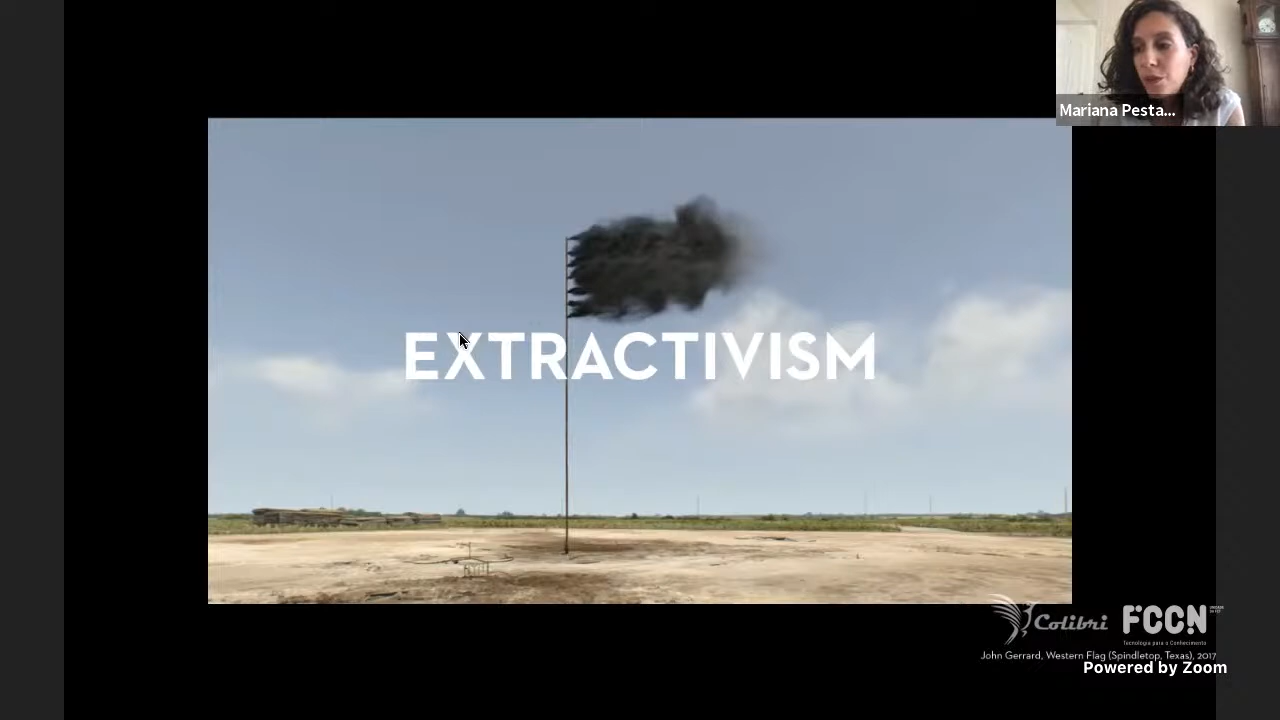 Mariana Pesta...
EXTRACTIVISM
Colibri
FCCN
Tecnologia para o Conhecimento
John Gerrard, Western Flag (Spindletop, Texas), 2017
Powered by Zoom